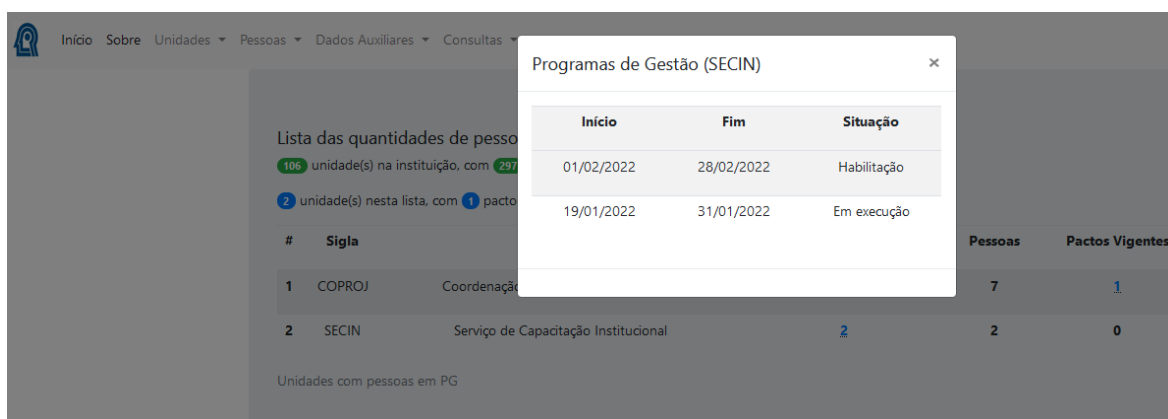 Início Sobre Unidades Pessoas Dados Auxiliares Consultas
Programas de Gestão (SECIN) ×
Início Fim Situação
01/02/2022 28/02/2022 Habilitação
19/01/2022 31/01/2022 Em execução
Lista das quantidades de pesso
106 unidade(s) na instituição, com 297
2 unidade(s) nesta lista, com 1 pacto
# Sigla Pessoas Pactos Vigentes
1 COPROJ Coordenação 7 1
2 SECIN Serviço de Capacitação Institucional 2 2 0
Unidades com pessoas em PG